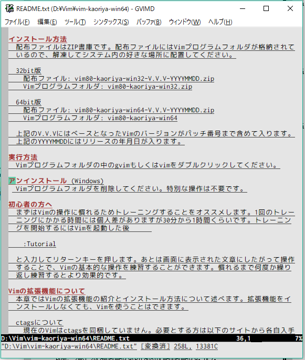 README.txt (D:¥Vim¥vim80-kaoriya-win64) - GVIM3
ファイル(F) 編集(E) ツール(T) シンタックス(S) バッファ(B) ウィンドウ(W) ヘルプ(H)
インストール方法
配布ファイルはZIP書庫です。配布ファイルにはVimプログラムフォルダが格納されて
いるので、解凍してシステム内の好きな場所に配置してください。
32bit版
配布ファイル: vim80-kaoriya-win32-V.V.V-YYYYMMDD.zip
Vimプログラムフォルダ: vim80-kaoriya-win32
64bit版
配布ファイル: vim80-kaoriya-win64-V.V.V-YYYYMMDD.zip
Vimプログラムフォルダ: vim80-kaoriya-win64
上記のV.V.VにはベースとなったVimのバージョンがパッチ番号まで含めて入ります。
上記のYYYYMMDDにはリリースの年月日が入ります。
実行方法
Vimプログラムフォルダの中のgvimもしくはvimをダブルクリックしてください。
アンインストール (Windows)
Vimプログラムフォルダを削除してください。特別な操作は不要です。
初心者の方へ
まずはVimの操作に慣れるためトレーニングすることをオススメします。1回のトレー
ニングにかかる時間には個人差がありますが30分から1時間くらいです。トレーニン
グを開始するにはVimを起動した後
:Tutorial
と入力してリターンキーを押します。あとは画面に表示された文章にしたがって操作
することで、Vimの基本的な操作を練習することができます。慣れるまで何度か繰り
返し練習するとより効果的です。
Vimの拡張機能について
本章ではVimの拡張機能の紹介とインストール方法について述べます。拡張機能をイ
ンストールしなくても、Vimを使うことはできます。
ctagsについて
現在のVimはctagsを同梱していません。必要とする方は以下のサイトから各自入手
D:¥Vim¥vim80-kaoriya-win64¥README.txt 36,1 7%
"D:¥Vim¥vim80-kaoriya-win64¥README.txt" [変換済] 258L, 13381C